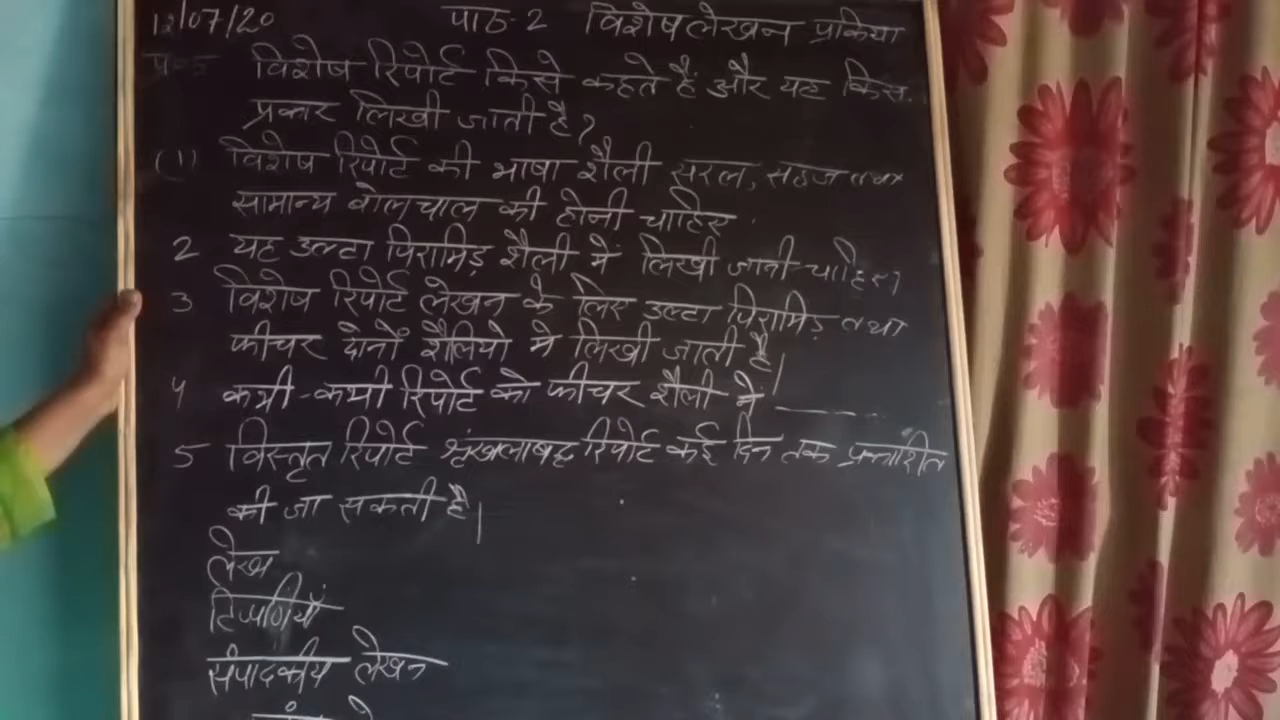 12/07/20 पाठ-2 विशेष लेखन प्रकिया
प्र०5 विशेष रिपोर्ट किसे कहते हैं और यह किस
प्रकार लिखी जाती है?
(1) विशेष रिपोर्ट की भाषा शैली सरल, सहज तथा
सामान्य बोलचाल की होनी चाहिए
2 यह उल्टा पिरामिड़ शैली में लिखी जानी चाहिए।
3 विशेष रिपोर्ट लेखन के लिए उल्टा पिरामिड़ तथा
फीचर दोनों शैलियो मे लिखी जाती है।
4 कभी-कभी रिपोर्ट को फीचर शैली मे ———
5 विस्तृत रिपोर्ट श्रृंखलाबद्ध रिपोर्ट कई दिन तक प्रकाशित
की जा सकती है।
लेख
टिप्पणियाँ
संपादकीय लेखन